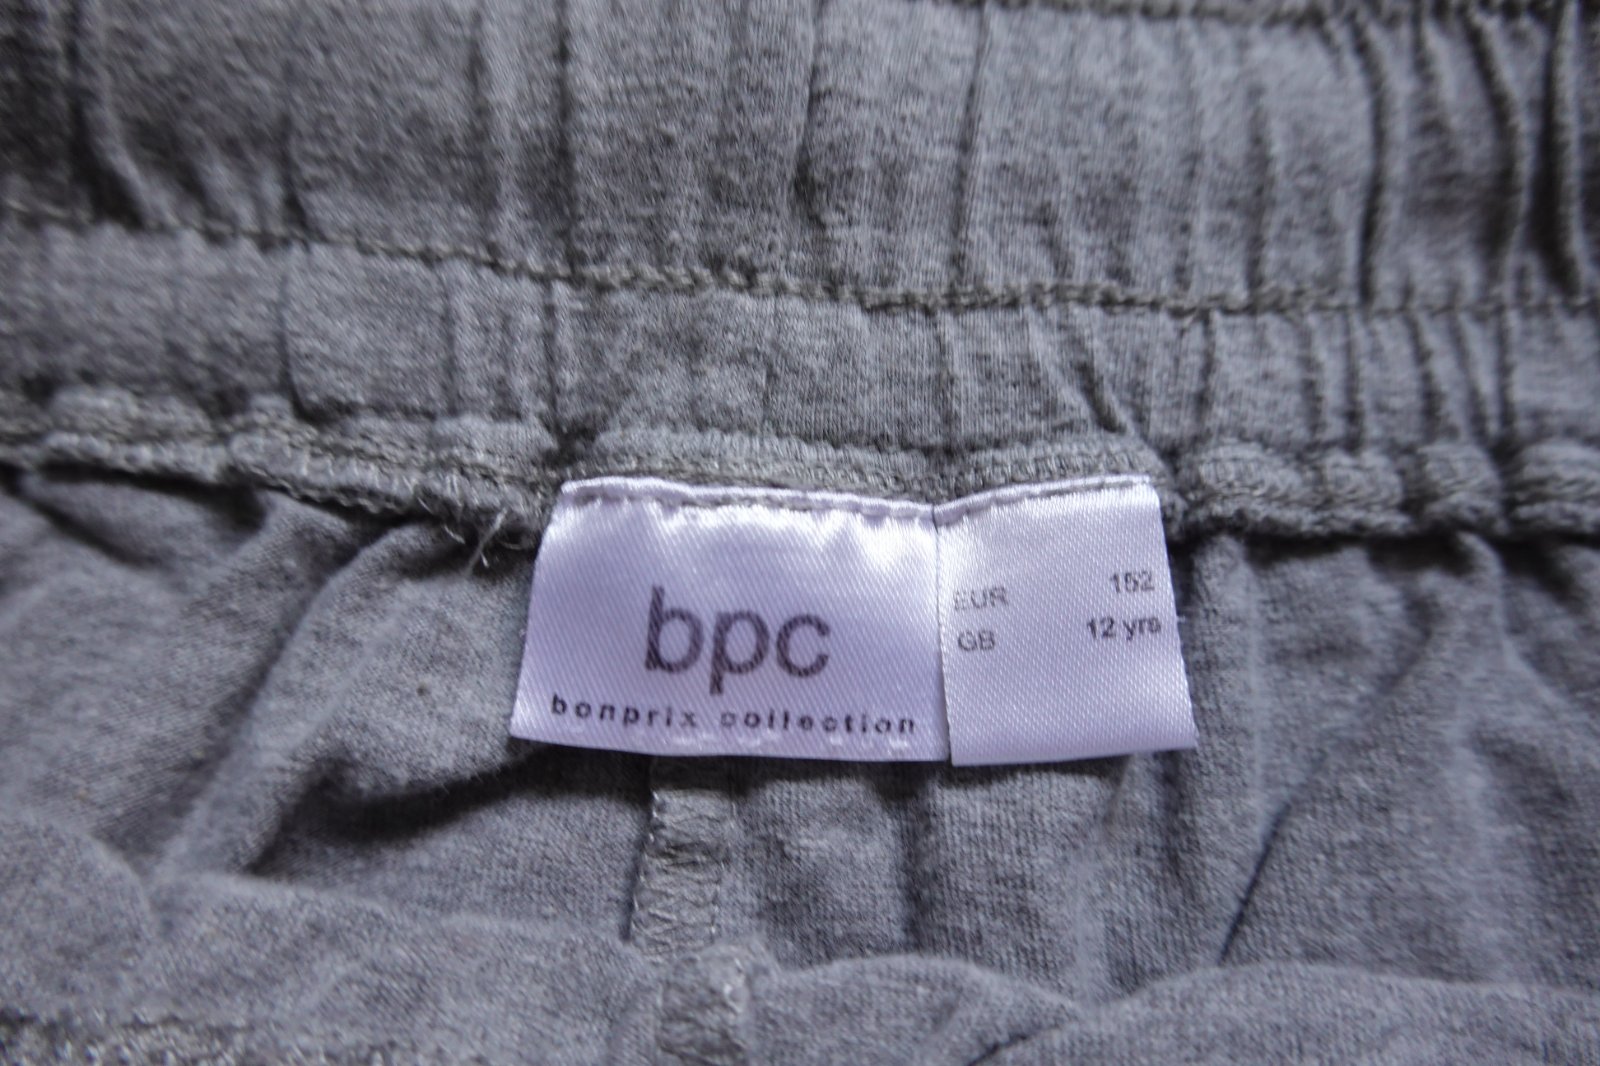 bpc
bonprix collection
EUR 152
GB 12 yrs